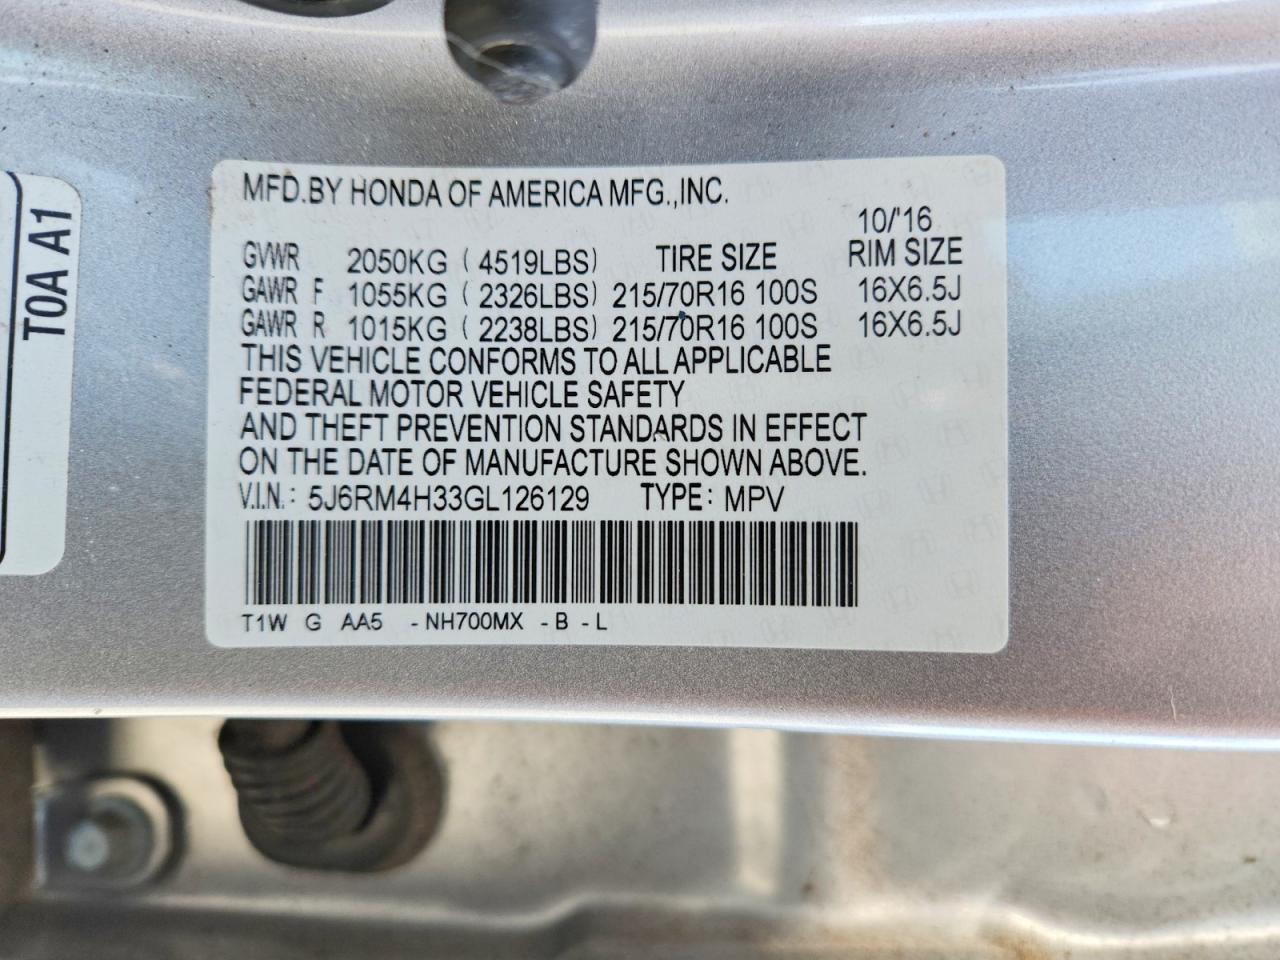 T0A A1
MFD.BY HONDA OF AMERICA MFG.,INC.
10/'16
GVWR 2050KG ( 4519LBS) TIRE SIZE RIM SIZE
GAWR F 1055KG ( 2326LBS) 215/70R16 100S 16X6.5J
GAWR R 1015KG ( 2238LBS) 215/70R16 100S 16X6.5J
THIS VEHICLE CONFORMS TO ALL APPLICABLE
FEDERAL MOTOR VEHICLE SAFETY
AND THEFT PREVENTION STANDARDS IN EFFECT
ON THE DATE OF MANUFACTURE SHOWN ABOVE.
V.I.N.: 5J6RM4H33GL126129 TYPE: MPV
T1W G AA5 -NH700MX -B -L